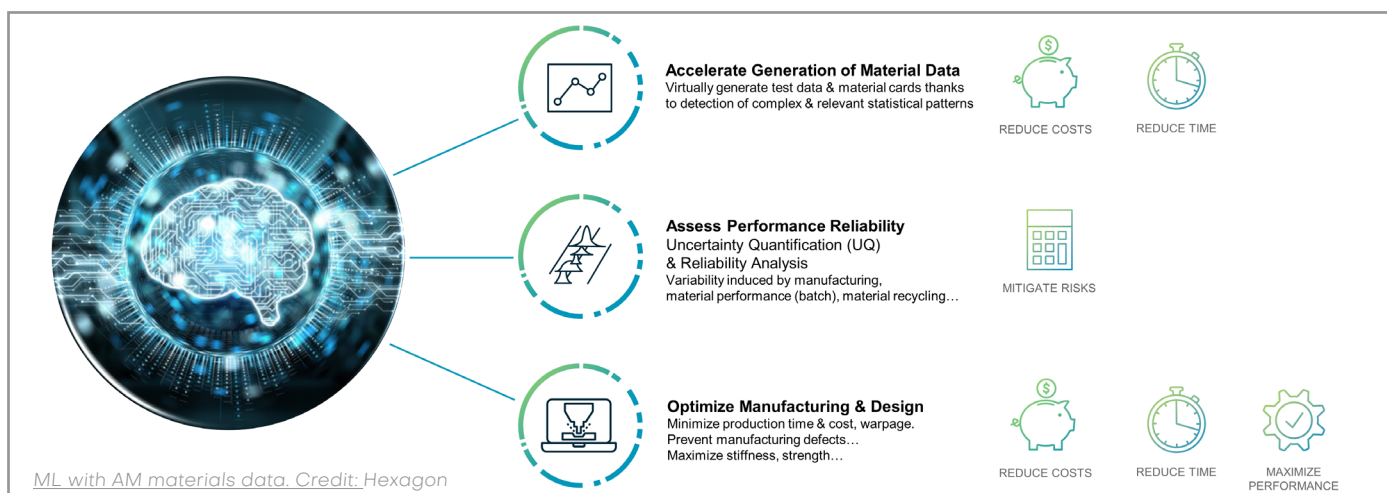 Accelerate Generation of Material Data
Virtually generate test data & material cards thanks
to detection of complex & relevant statistical patterns
$
REDUCE COSTS
REDUCE TIME
Assess Performance Reliability
Uncertainty Quantification (UQ)
& Reliability Analysis
Variability induced by manufacturing,
material performance (batch), material recycling…
MITIGATE RISKS
Optimize Manufacturing & Design
Minimize production time & cost, warpage.
Prevent manufacturing defects…
Maximize stiffness, strength…
$
REDUCE COSTS
REDUCE TIME
MAXIMIZE
PERFORMANCE
ML with AM materials data. Credit: Hexagon